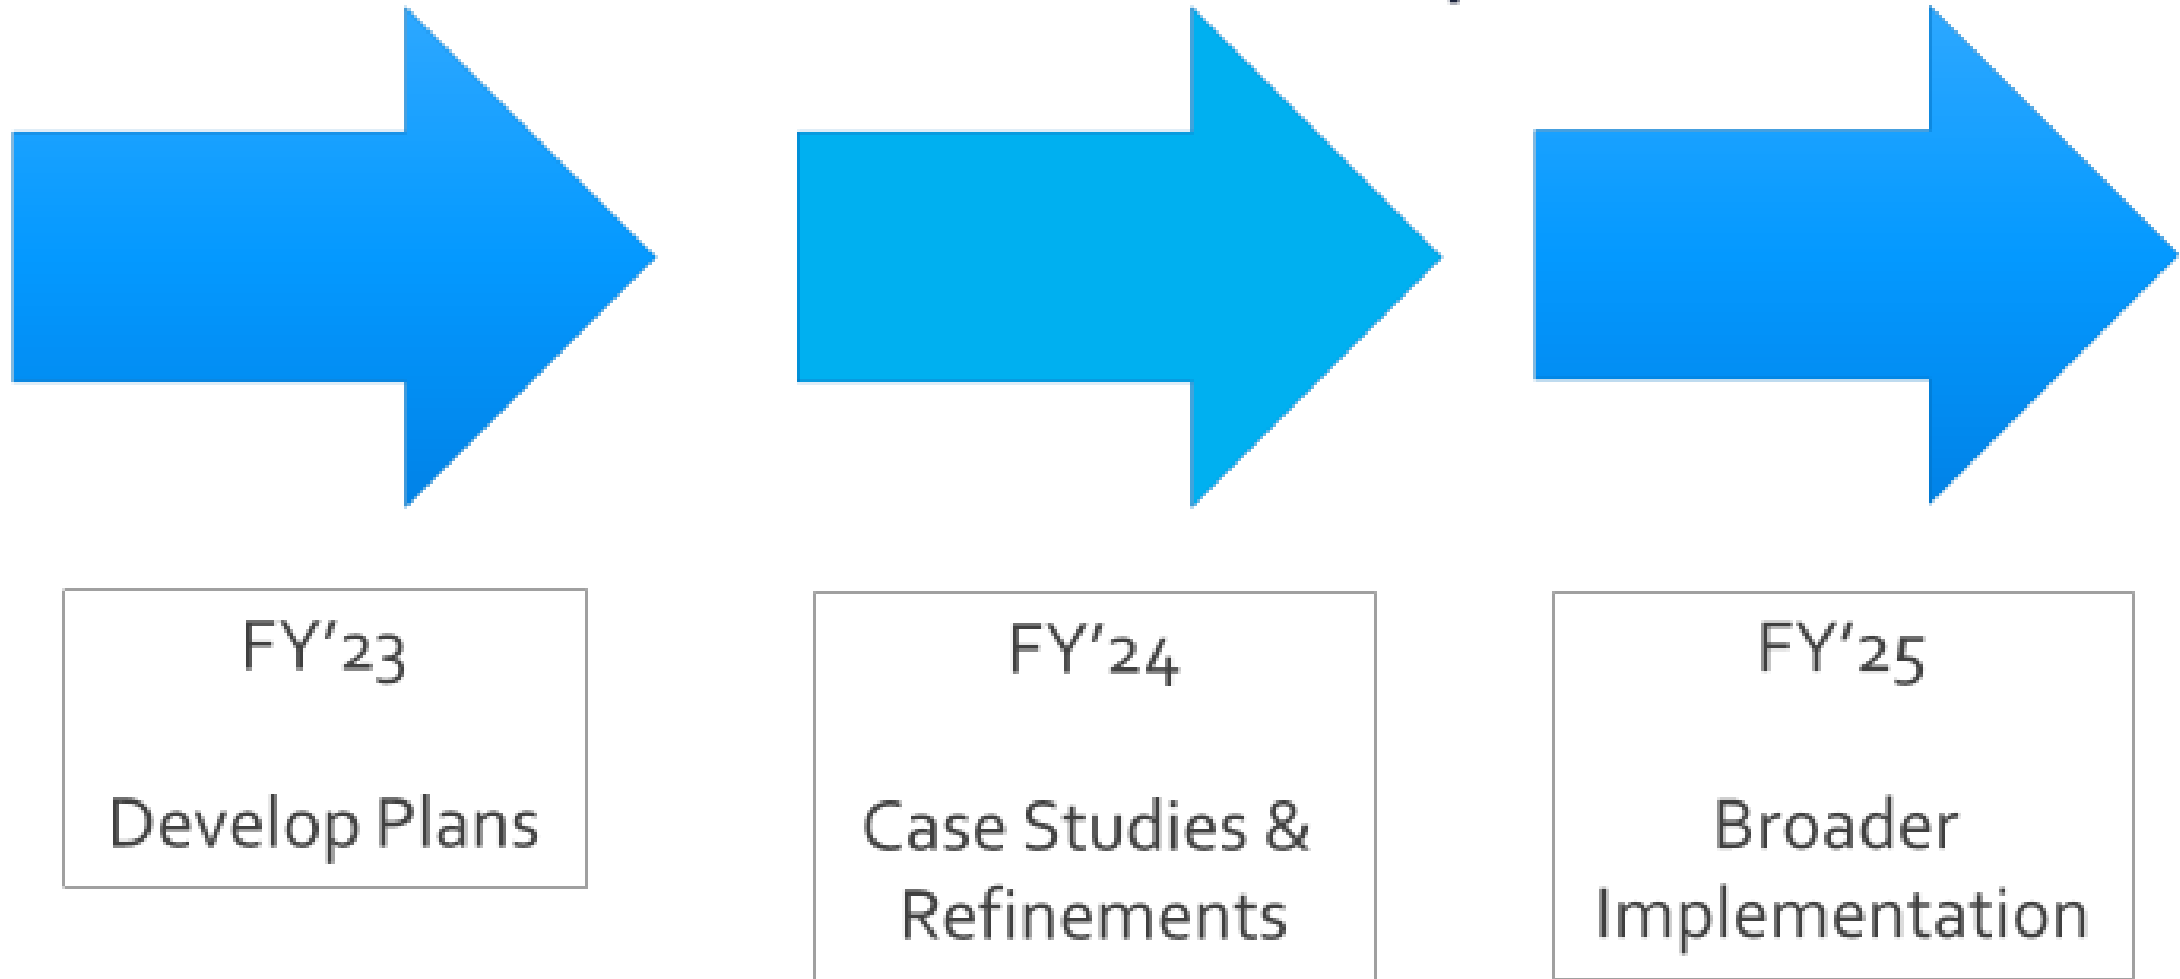 FY'23
Develop Plans
FY'24
Case Studies &
Refinements
FY'25
Broader
Implementation